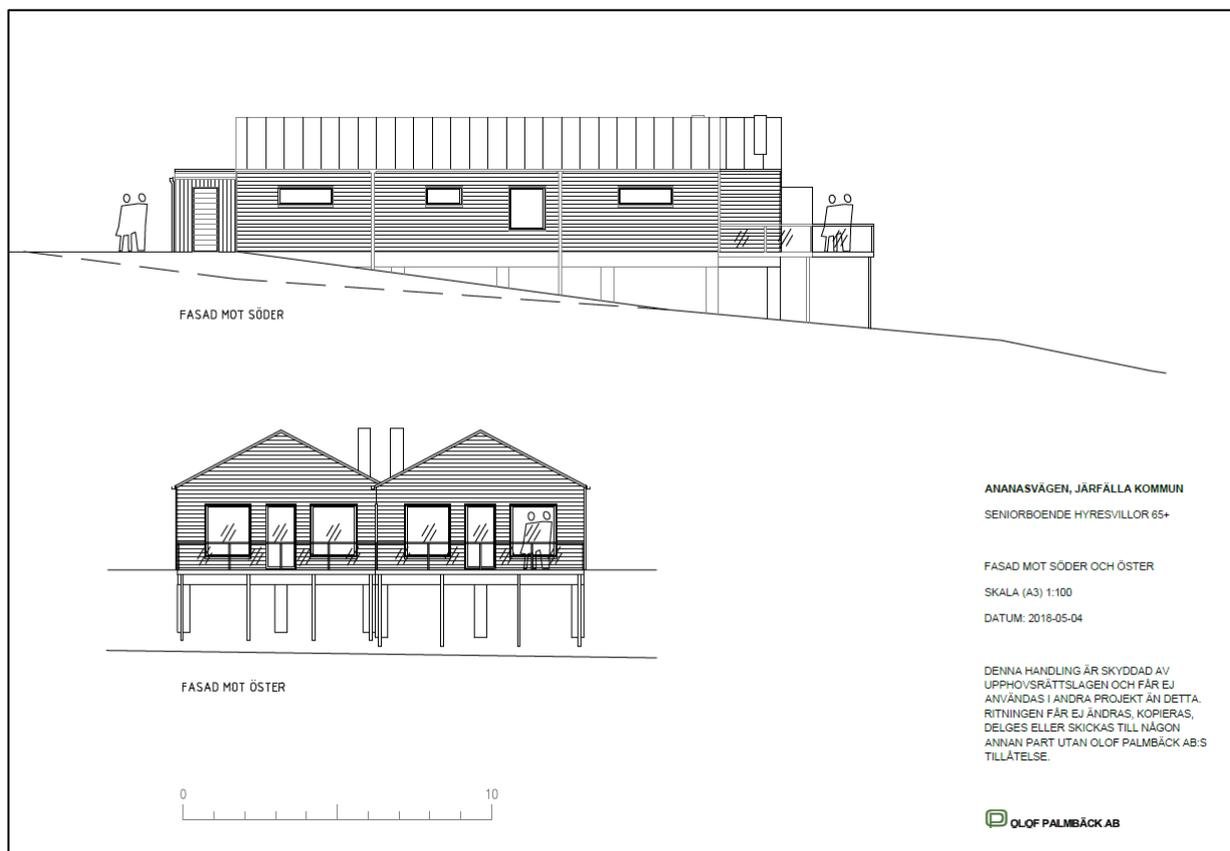 FASAD MOT SÖDER
FASAD MOT ÖSTER
0 10
ANANASVÄGEN, JÄRFÄLLA KOMMUN
SENIORBOENDE HYRESVILLOR 65+
FASAD MOT SÖDER OCH ÖSTER
SKALA (A3) 1:100
DATUM: 2018-05-04
DENNA HANDLING ÄR SKYDDAD AV
UPPHOVSRÄTTSLAGEN OCH FÅR EJ
ANVÄNDAS I ANDRA PROJEKT ÄN DETTA.
RITNINGEN FÅR EJ ÄNDRAS, KOPIERAS,
DELGES ELLER SKICKAS TILL NÅGON
ANNAN PART UTAN OLOF PALMBÄCK AB:S
TILLÅTELSE.
OLOF PALMBÄCK AB